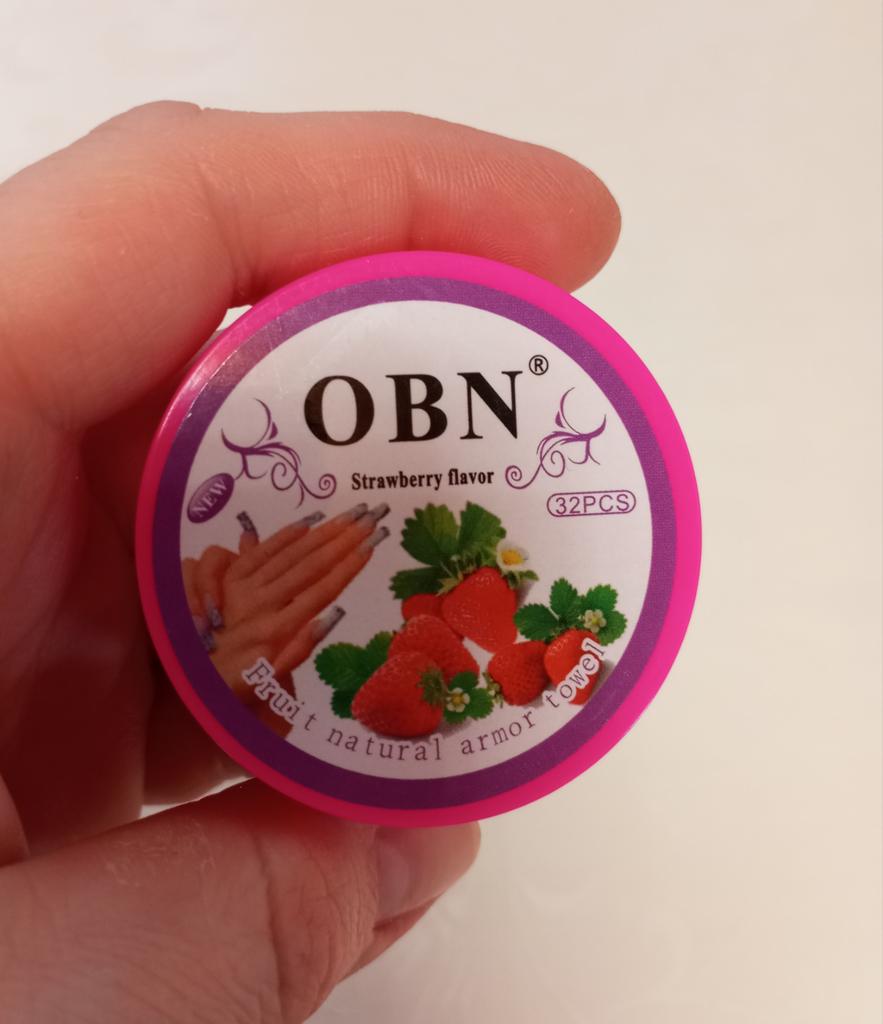 OBN®
Strawberry flavor
NEW
32PCS
Fruit natural armor towel